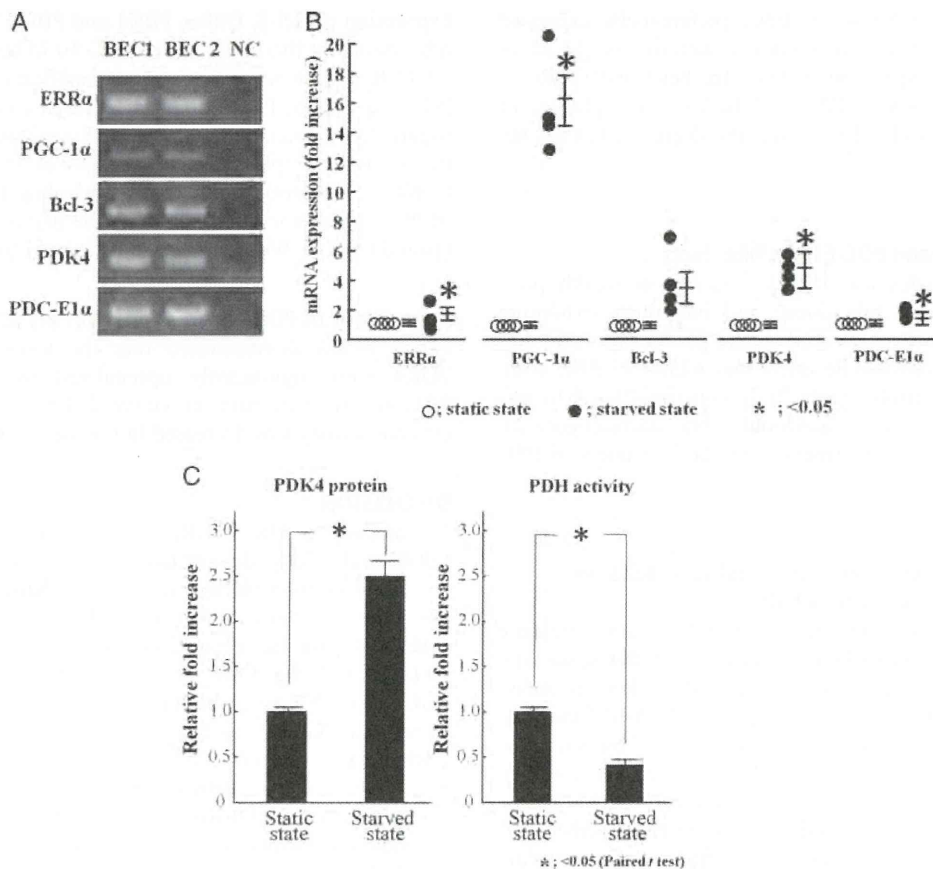 A
BEC1 BEC2 NC
ERRα
PGC-1α
Bcl-3
PDK4
PDC-E1α
B
mRNA expression (fold increase)
20
18
16
14
12
10
8
6
4
2
0
*
*
*
*
ERRα PGC-1α Bcl-3 PDK4 PDC-E1α
○; static state ●; starved state * ; <0.05
C
PDK4 protein
Relative fold increase
3.0
2.5
2.0
1.5
1.0
0.5
0
*
Static state
Starved state
PDH activity
Relative fold increase
3.0
2.5
2.0
1.5
1.0
0.5
0
*
Static state
Starved state
* ; <0.05 (Paired t test)